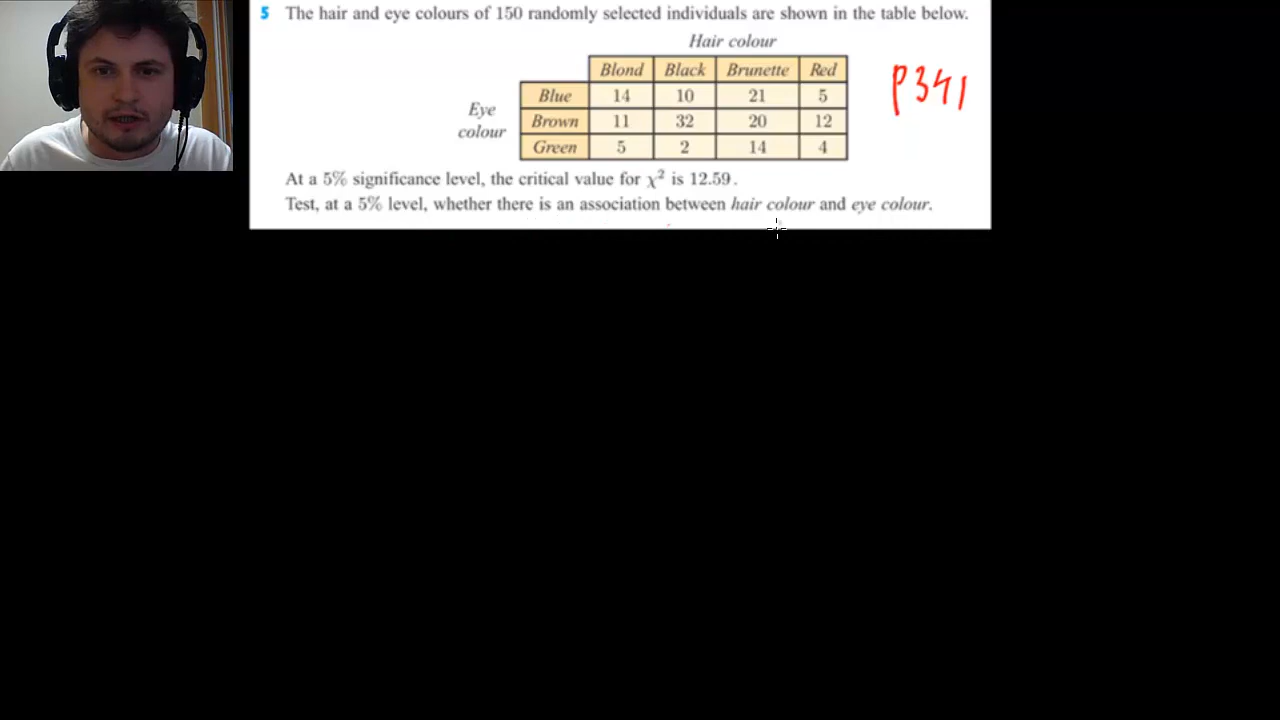 5 The hair and eye colours of 150 randomly selected individuals are shown in the table below.
Hair colour
Blond Black Brunette Red
Eye colour
Blue 14 10 21 5
Brown 11 32 20 12
Green 5 2 14 4
At a 5% significance level, the critical value for χ² is 12.59.
Test, at a 5% level, whether there is an association between hair colour and eye colour.
P341